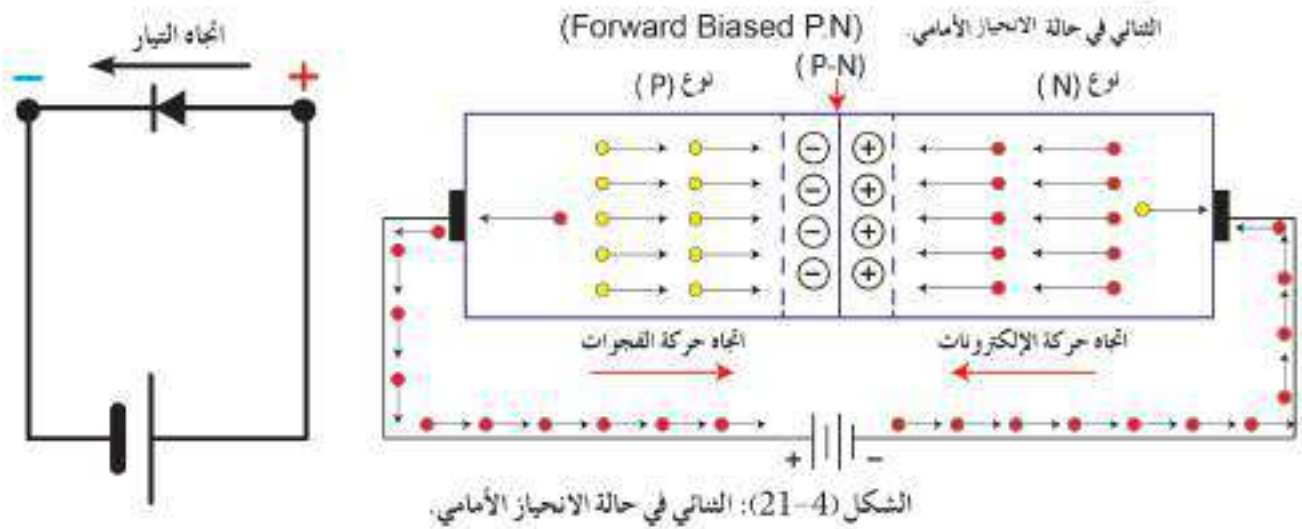 الثنائي في حالة الانحياز الأمامي. (Forward Biased P.N)
(P-N)
نوع (P)
نوع (N)
اتجاه التيار
−
+
− +
− +
− +
− +
اتجاه حركة الفجوات
اتجاه حركة الإلكترونات
+
−
الشكل (4-21): الثنائي في حالة الانحياز الأمامي.